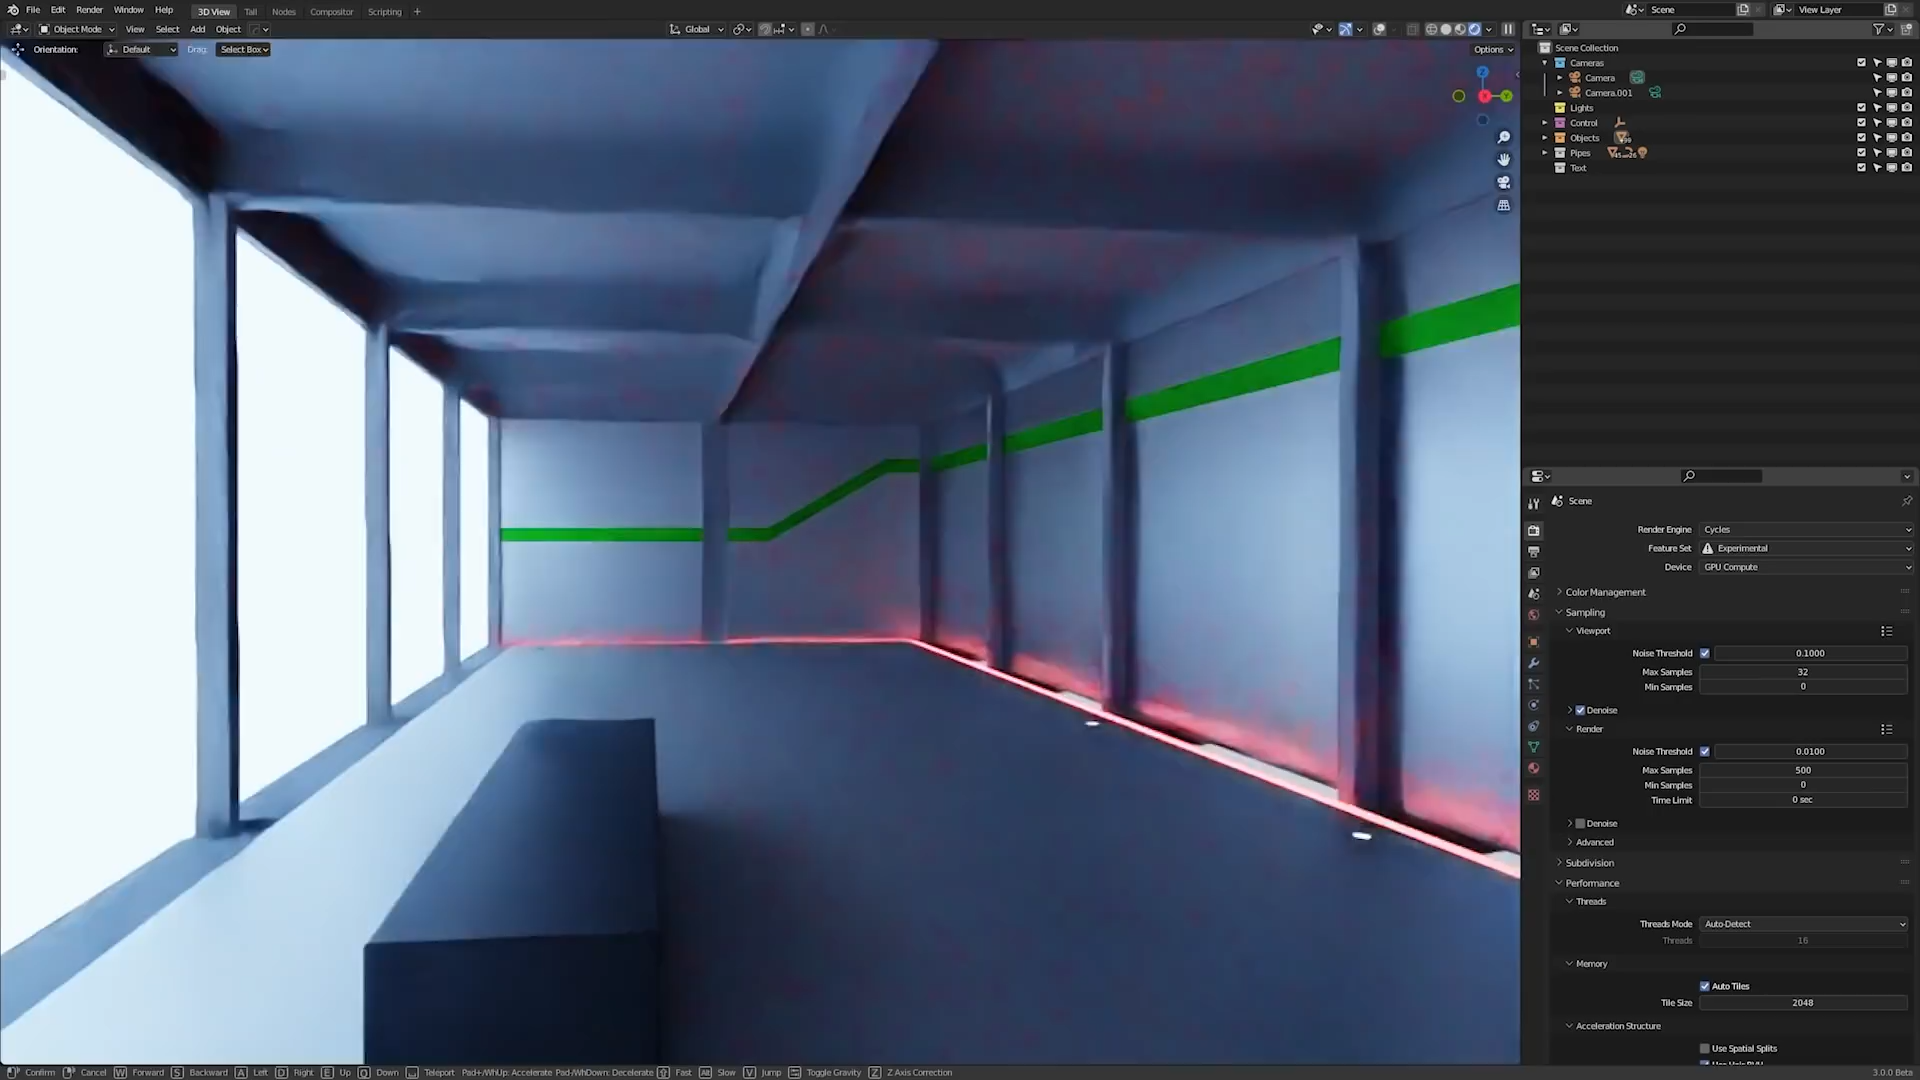 File Edit Render Window Help 3D View Tall Nodes Compositor Scripting + Scene View Layer
Object Mode View Select Add Object Global
Orientation: Default Drag: Select Box Options
Scene Collection
Cameras
Camera
Camera.001
Lights
Control
Objects
Pipes
Text
Scene
Render Engine Cycles
Feature Set Experimental
Device GPU Compute
Color Management
Sampling
Viewport
Noise Threshold 0.1000
Max Samples 32
Min Samples 0
Denoise
Render
Noise Threshold 0.0100
Max Samples 500
Min Samples 0
Time Limit 0 sec
Denoise
Advanced
Subdivision
Performance
Threads
Threads Mode Auto-Detect
Threads 16
Memory
Auto Tiles
Tile Size 2048
Acceleration Structure
Use Spatial Splits
Confirm Cancel W Forward S Backward A Left D Right E Up Q Down Teleport Pad+/WhUp: Accelerate Pad-/WhDown: Decelerate Fast Alt Slow V Jump Toggle Gravity Z Z Axis Correction 3.0.0 Beta